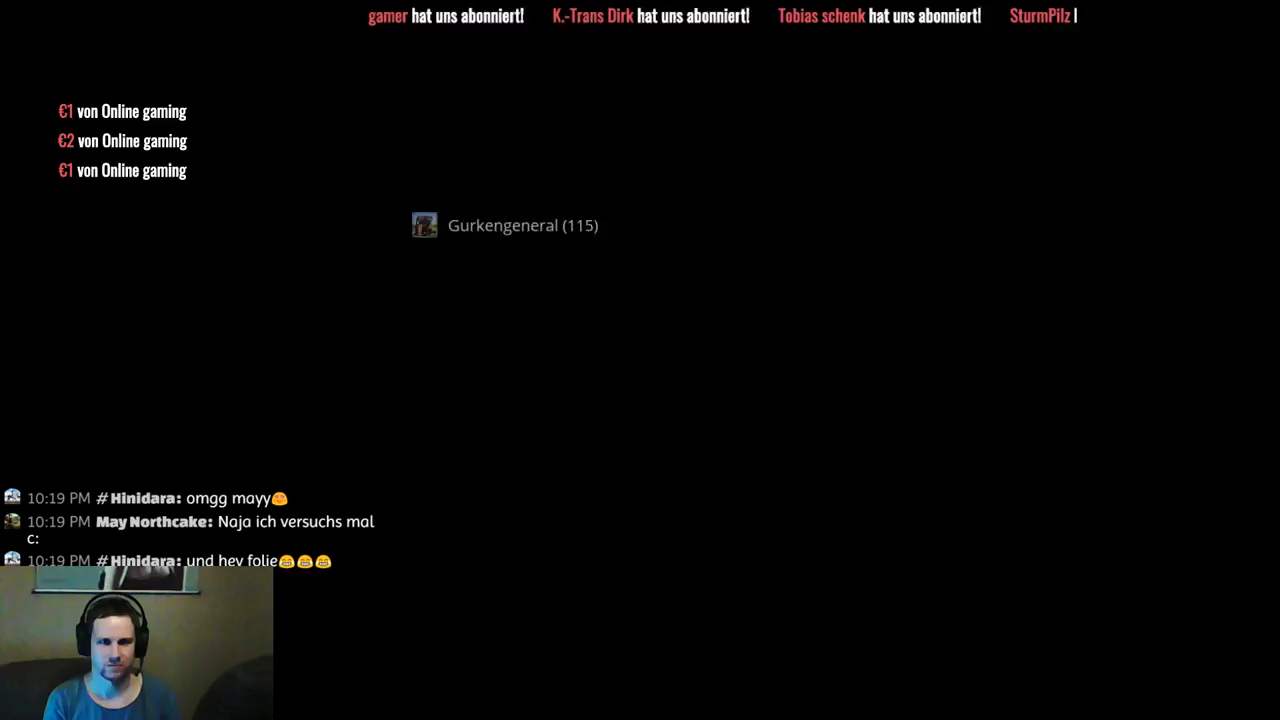 gamer hat uns abonniert! K.-Trans Dirk hat uns abonniert! Tobias schenk hat uns abonniert! SturmPilz
€1 von Online gaming
€2 von Online gaming
€1 von Online gaming
Gurkengeneral (115)
10:19 PM #Hinidara: omgg mayy😊
10:19 PM May Northcake: Naja ich versuchs mal
c:
10:19 PM #Hinidara: und hey folie😂😂😂